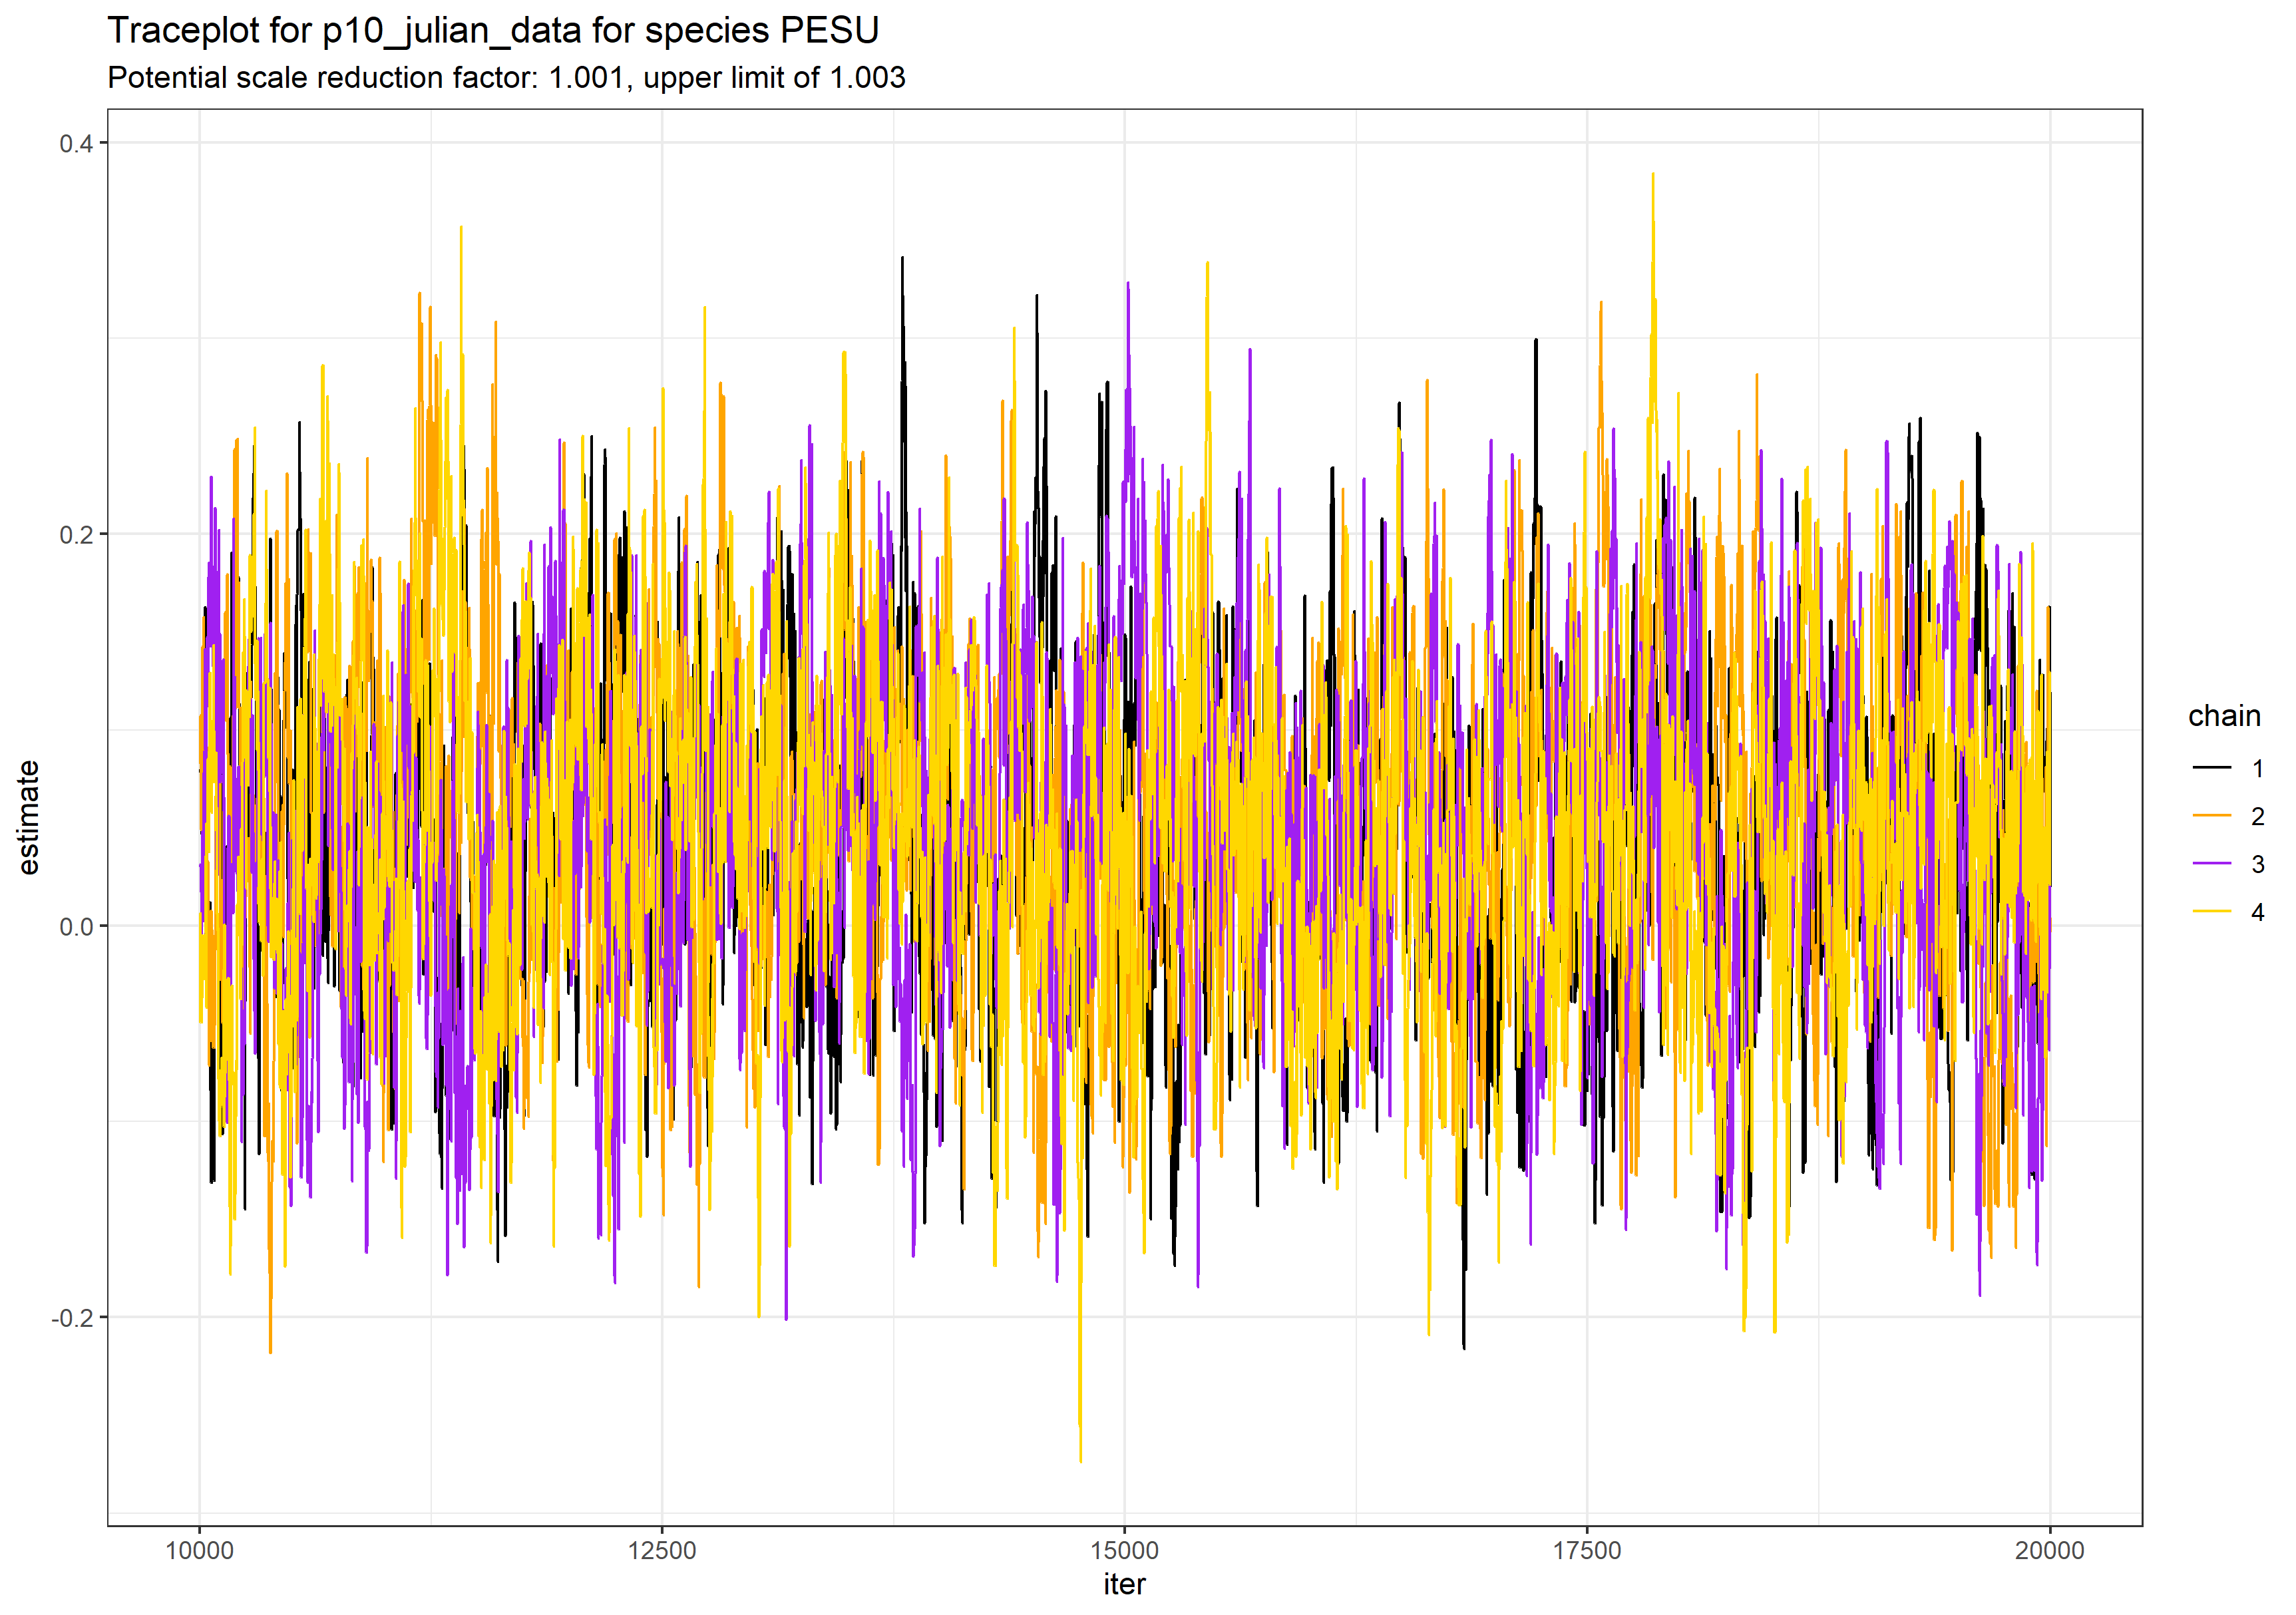 Traceplot for p10_julian_data for species PESU
Potential scale reduction factor: 1.001, upper limit of 1.003
0.4
0.2
0.0
-0.2
estimate
10000 12500 15000 17500 20000
iter
chain
1
2
3
4